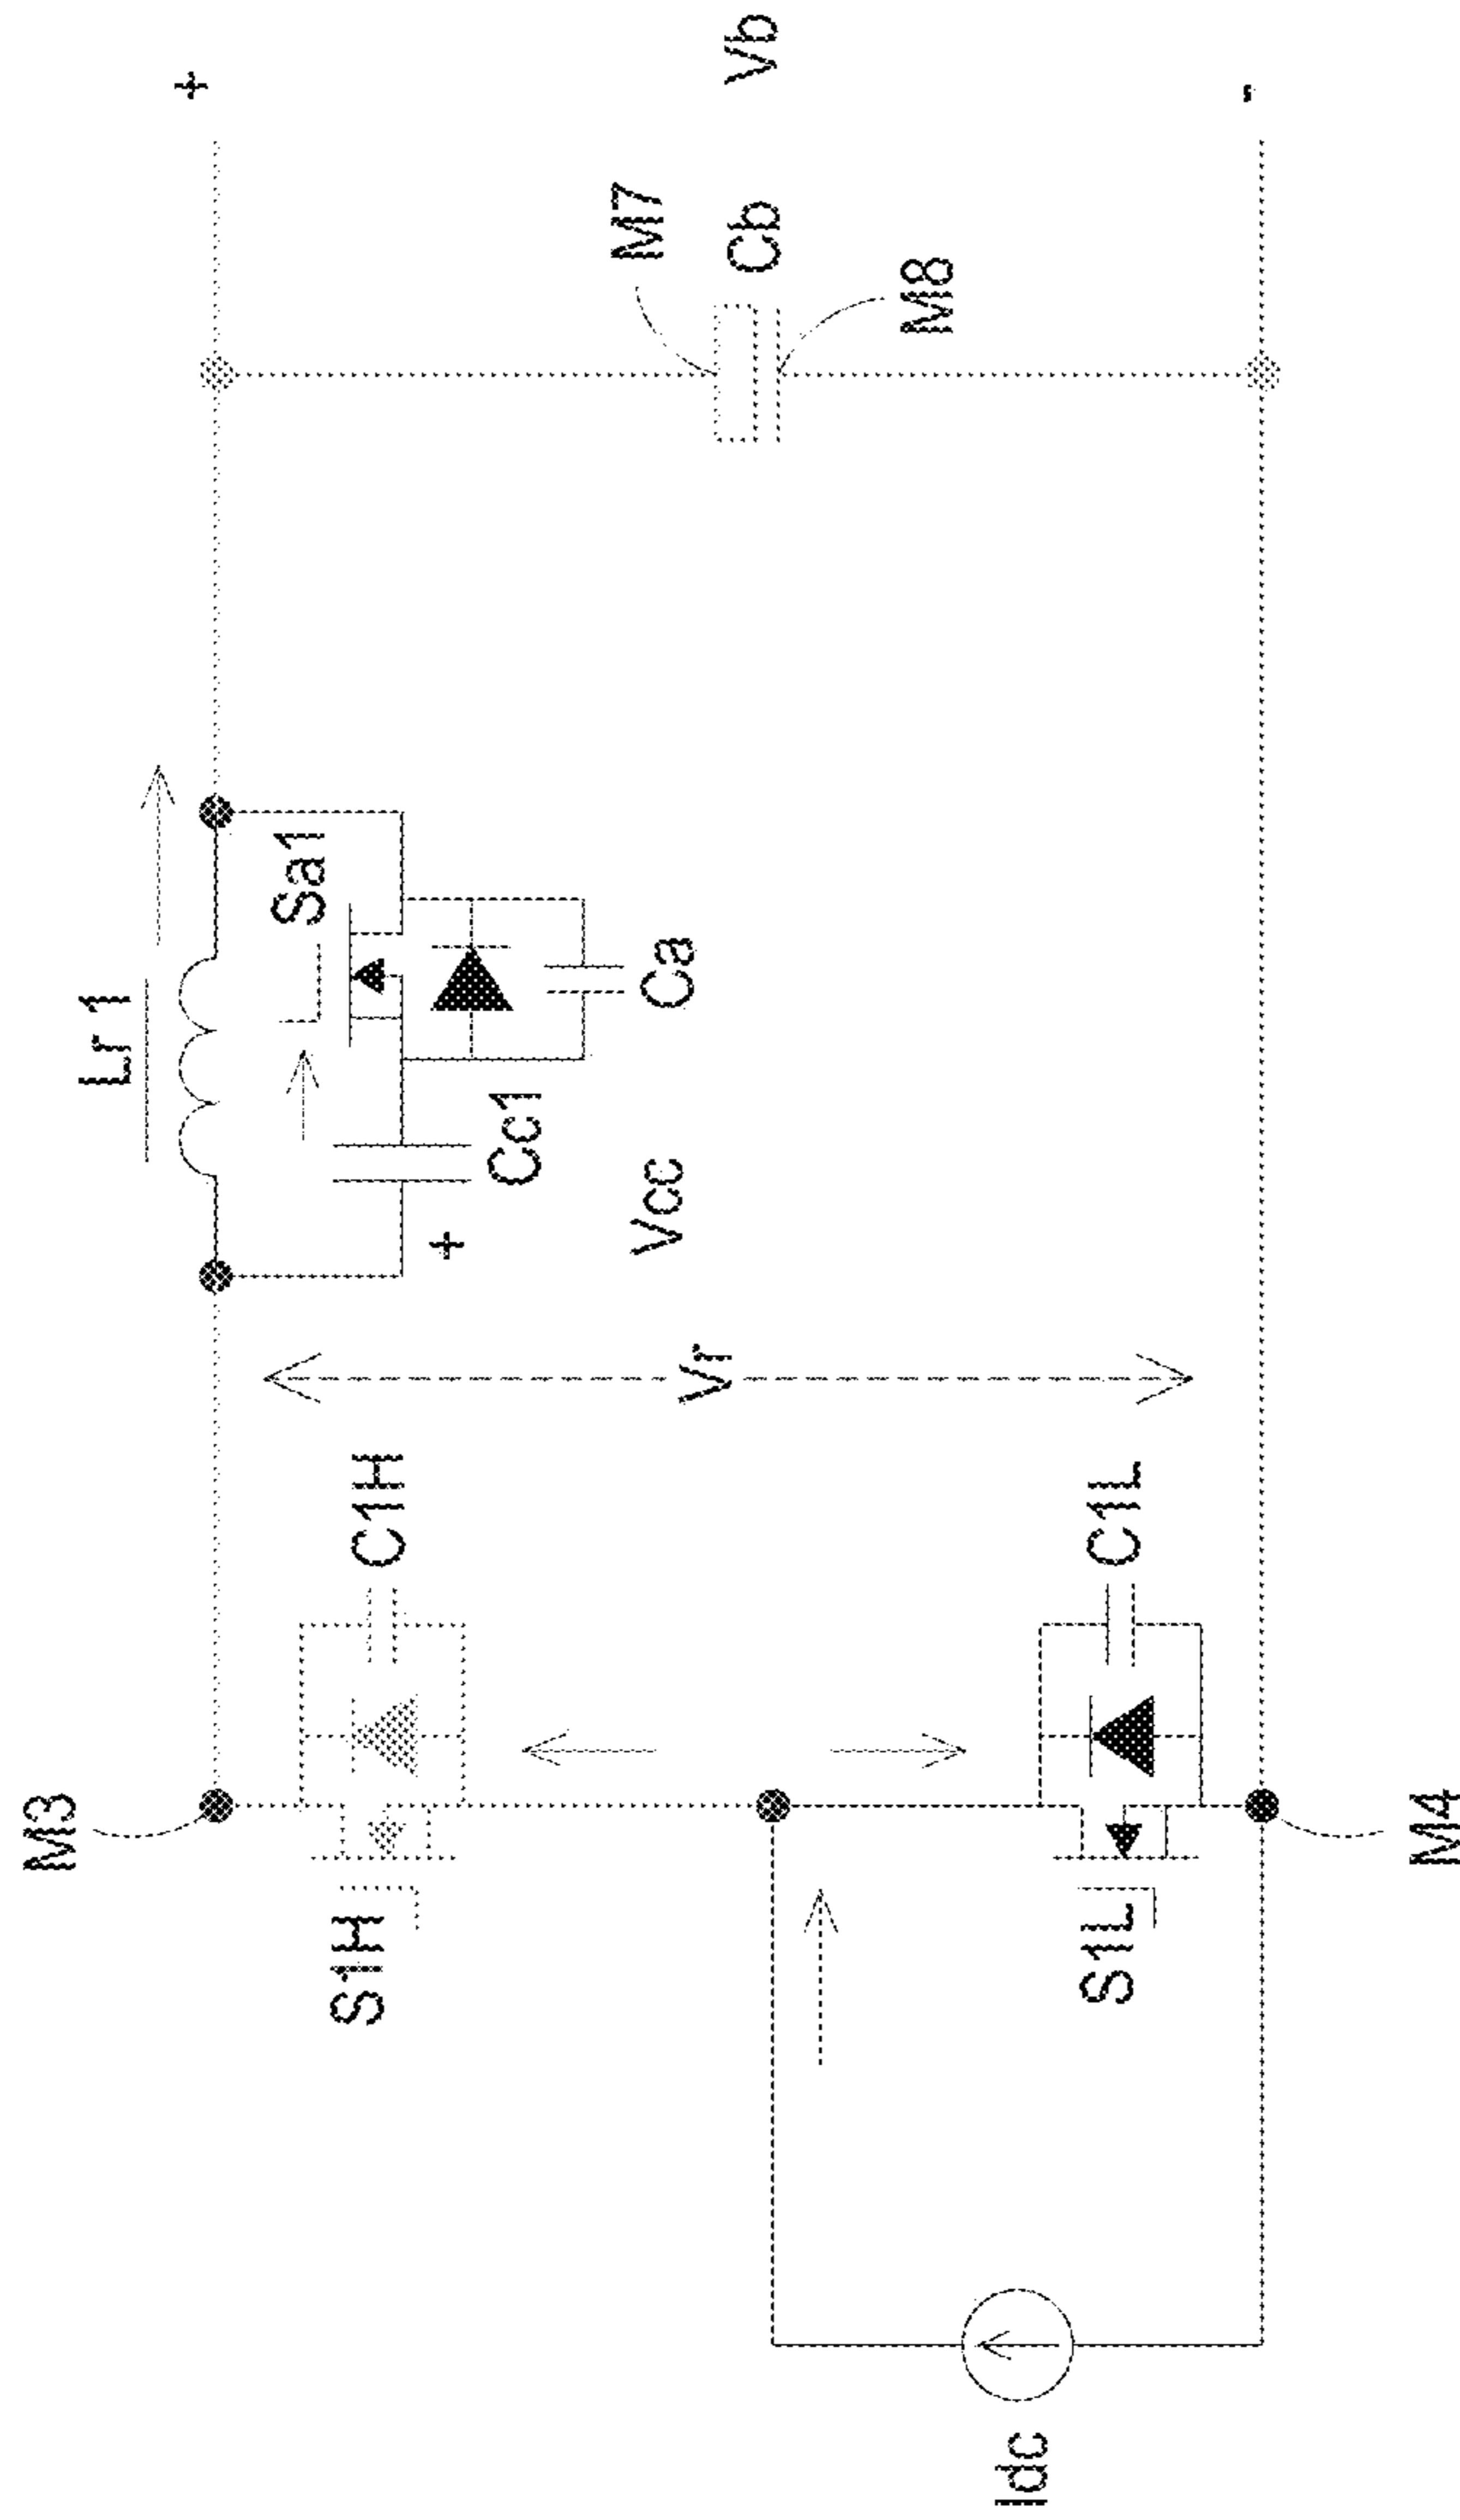 M3
Lr1
+
S1H
C1H
Sa1
+
Cc1
M7
Vr
Vcc
Ca
Cb
Vb
M8
Idc
S1L
C1L
-
M4